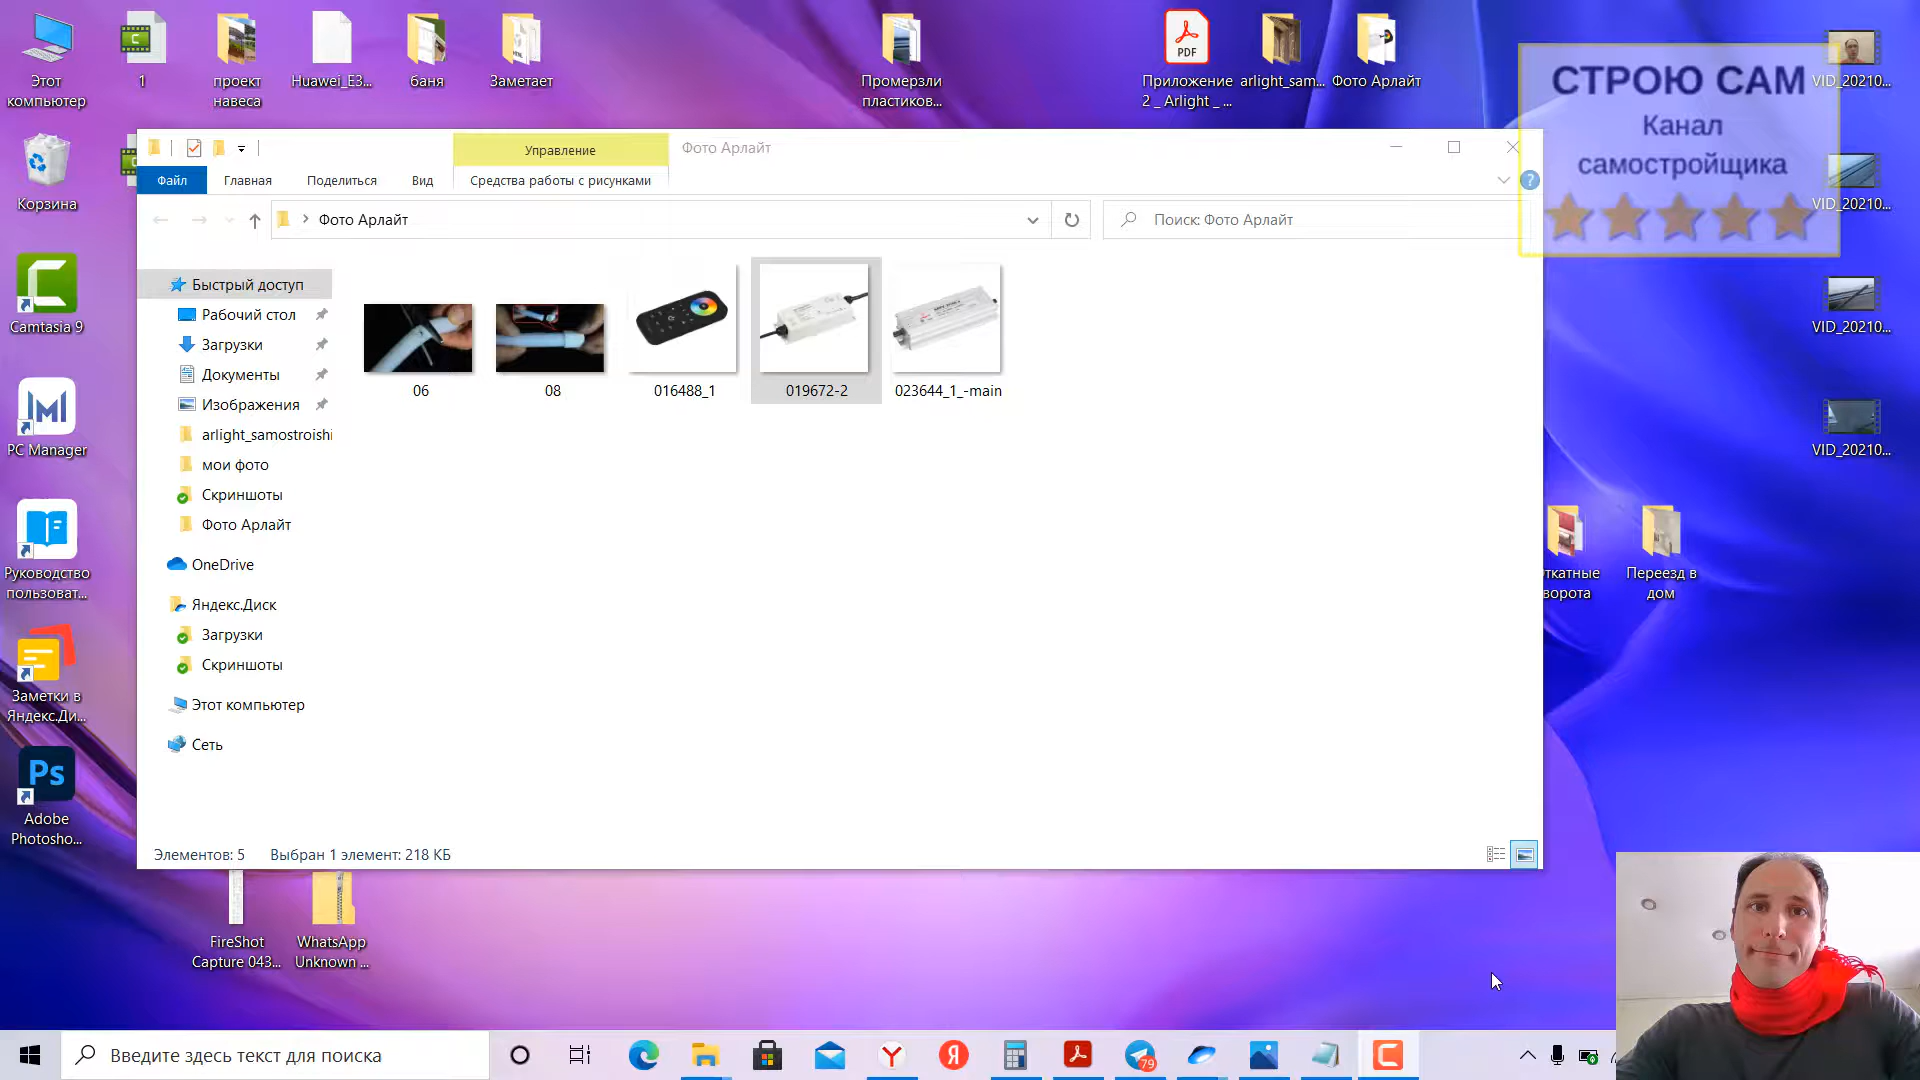 Этот
компьютер
1
проект
навеса
Huawei_E3...
баня
Заметает
Промерзли
пластиков...
PDF
Приложение
2 _ Arlight _ ...
arlight_sam...
Фото Арлайт
VID_20210...
СТРОЮ САМ
Канал
самостройщика
Корзина
Управление
Фото Арлайт
Файл
Главная
Поделиться
Вид
Средства работы с рисунками
?
Фото Арлайт
Поиск: Фото Арлайт
VID_20210...
Быстрый доступ
Рабочий стол
Загрузки
Документы
Изображения
arlight_samostroishi
мои фото
Скриншоты
Фото Арлайт
OneDrive
Яндекс.Диск
Загрузки
Скриншоты
Этот компьютер
Сеть
06
08
016488_1
019672-2
023644_1_-main
Элементов: 5
Выбран 1 элемент: 218 КБ
Camtasia 9
VID_20210...
PC Manager
VID_20210...
Руководство
пользоват...
ткатные
ворота
Переезд в
дом
Заметки в
Яндекс.Ди...
Ps
Adobe
Photosho...
FireShot
Capture 043...
WhatsApp
Unknown ...
Введите здесь текст для поиска
Я
79